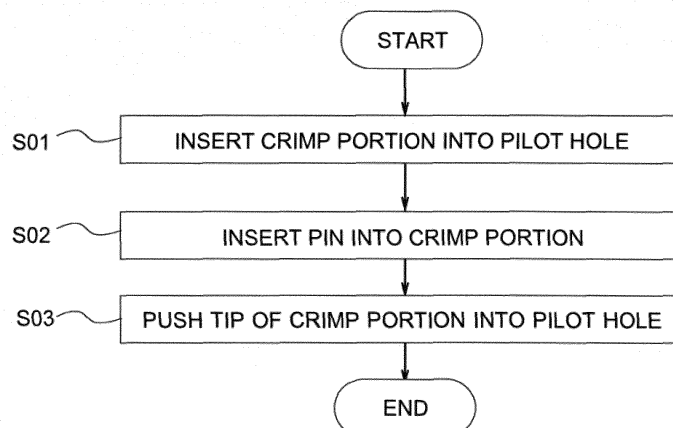 START
S01
INSERT CRIMP PORTION INTO PILOT HOLE
S02
INSERT PIN INTO CRIMP PORTION
S03
PUSH TIP OF CRIMP PORTION INTO PILOT HOLE
END